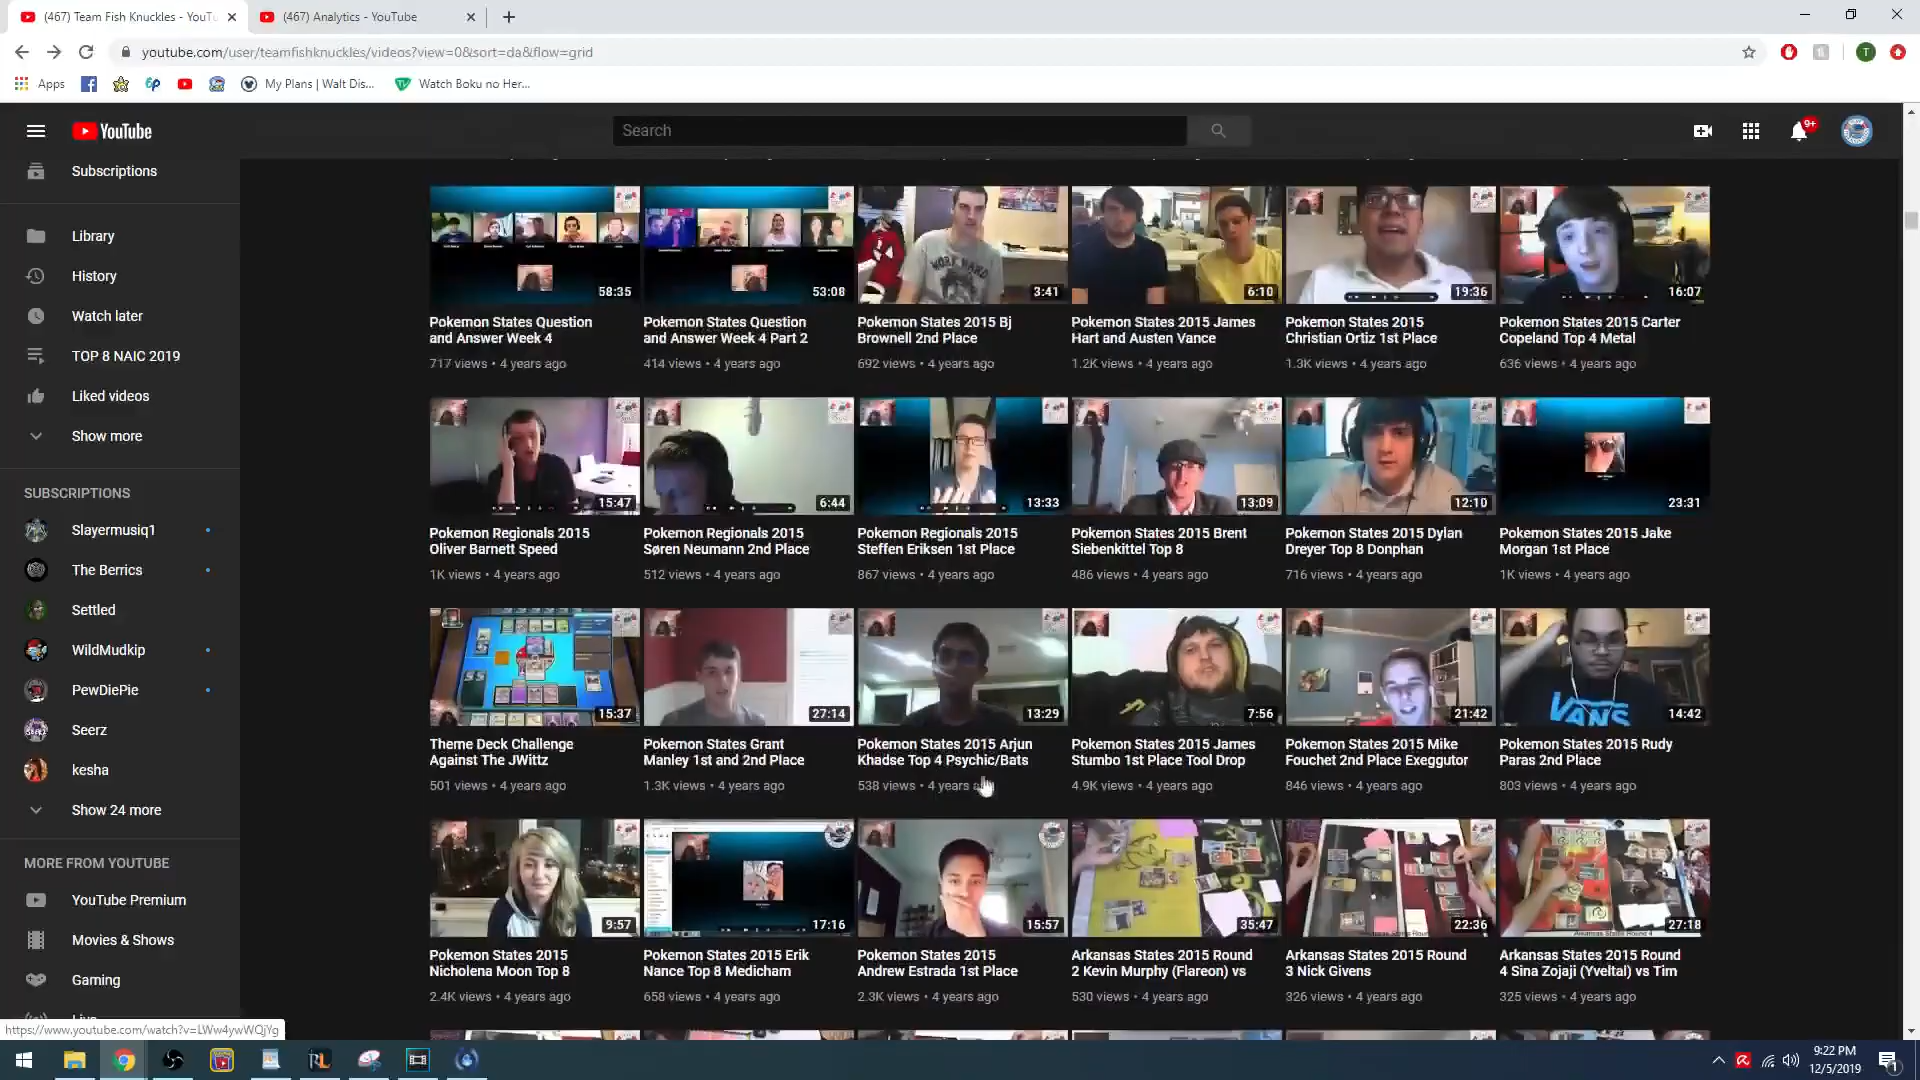 (467) Team Fish Knuckles - YouTu
(467) Analytics - YouTube
youtube.com/user/teamfishknuckles/videos?view=0&sort=da&flow=grid
Apps
My Plans | Walt Dis...
Watch Boku no Her...
YouTube
Search
9+
T
Subscriptions
Library
History
Watch later
TOP 8 NAIC 2019
Liked videos
Show more
SUBSCRIPTIONS
Slayermusiq1
The Berrics
Settled
WildMudkip
PewDiePie
Seerz
kesha
Show 24 more
MORE FROM YOUTUBE
YouTube Premium
Movies & Shows
Gaming
Live
58:35
53:08
WORK HARD
3:41
6:10
19:36
16:07
Pokemon States Question
and Answer Week 4
717 views • 4 years ago
Pokemon States Question
and Answer Week 4 Part 2
414 views • 4 years ago
Pokemon States 2015 Bj
Brownell 2nd Place
692 views • 4 years ago
Pokemon States 2015 James
Hart and Austen Vance
1.2K views • 4 years ago
Pokemon States 2015
Christian Ortiz 1st Place
1.3K views • 4 years ago
Pokemon States 2015 Carter
Copeland Top 4 Metal
636 views • 4 years ago
15:47
6:44
13:33
13:09
12:10
23:31
Pokemon Regionals 2015
Oliver Barnett Speed
1K views • 4 years ago
Pokemon Regionals 2015
Søren Neumann 2nd Place
512 views • 4 years ago
Pokemon Regionals 2015
Steffen Eriksen 1st Place
867 views • 4 years ago
Pokemon States 2015 Brent
Siebenkittel Top 8
486 views • 4 years ago
Pokemon States 2015 Dylan
Dreyer Top 8 Donphan
716 views • 4 years ago
Pokemon States 2015 Jake
Morgan 1st Place
1K views • 4 years ago
15:37
27:14
13:29
7:56
21:42
VANS
14:42
Theme Deck Challenge
Against The JWittz
501 views • 4 years ago
Pokemon States Grant
Manley 1st and 2nd Place
1.3K views • 4 years ago
Pokemon States 2015 Arjun
Khadse Top 4 Psychic/Bats
538 views • 4 years ago
Pokemon States 2015 James
Stumbo 1st Place Tool Drop
4.9K views • 4 years ago
Pokemon States 2015 Mike
Fouchet 2nd Place Exeggutor
846 views • 4 years ago
Pokemon States 2015 Rudy
Paras 2nd Place
803 views • 4 years ago
9:57
17:16
15:57
35:47
22:36
27:18
Pokemon States 2015
Nicholena Moon Top 8
2.4K views • 4 years ago
Pokemon States 2015 Erik
Nance Top 8 Medicham
658 views • 4 years ago
Pokemon States 2015
Andrew Estrada 1st Place
2.3K views • 4 years ago
Arkansas States 2015 Round
2 Kevin Murphy (Flareon) vs
530 views • 4 years ago
Arkansas States 2015 Round
3 Nick Givens
326 views • 4 years ago
Arkansas States 2015 Round
4 Sina Zojaji (Yveltal) vs Tim
325 views • 4 years ago
https://www.youtube.com/watch?v=LWw4ywWQjYg
9:22 PM
12/5/2019
1